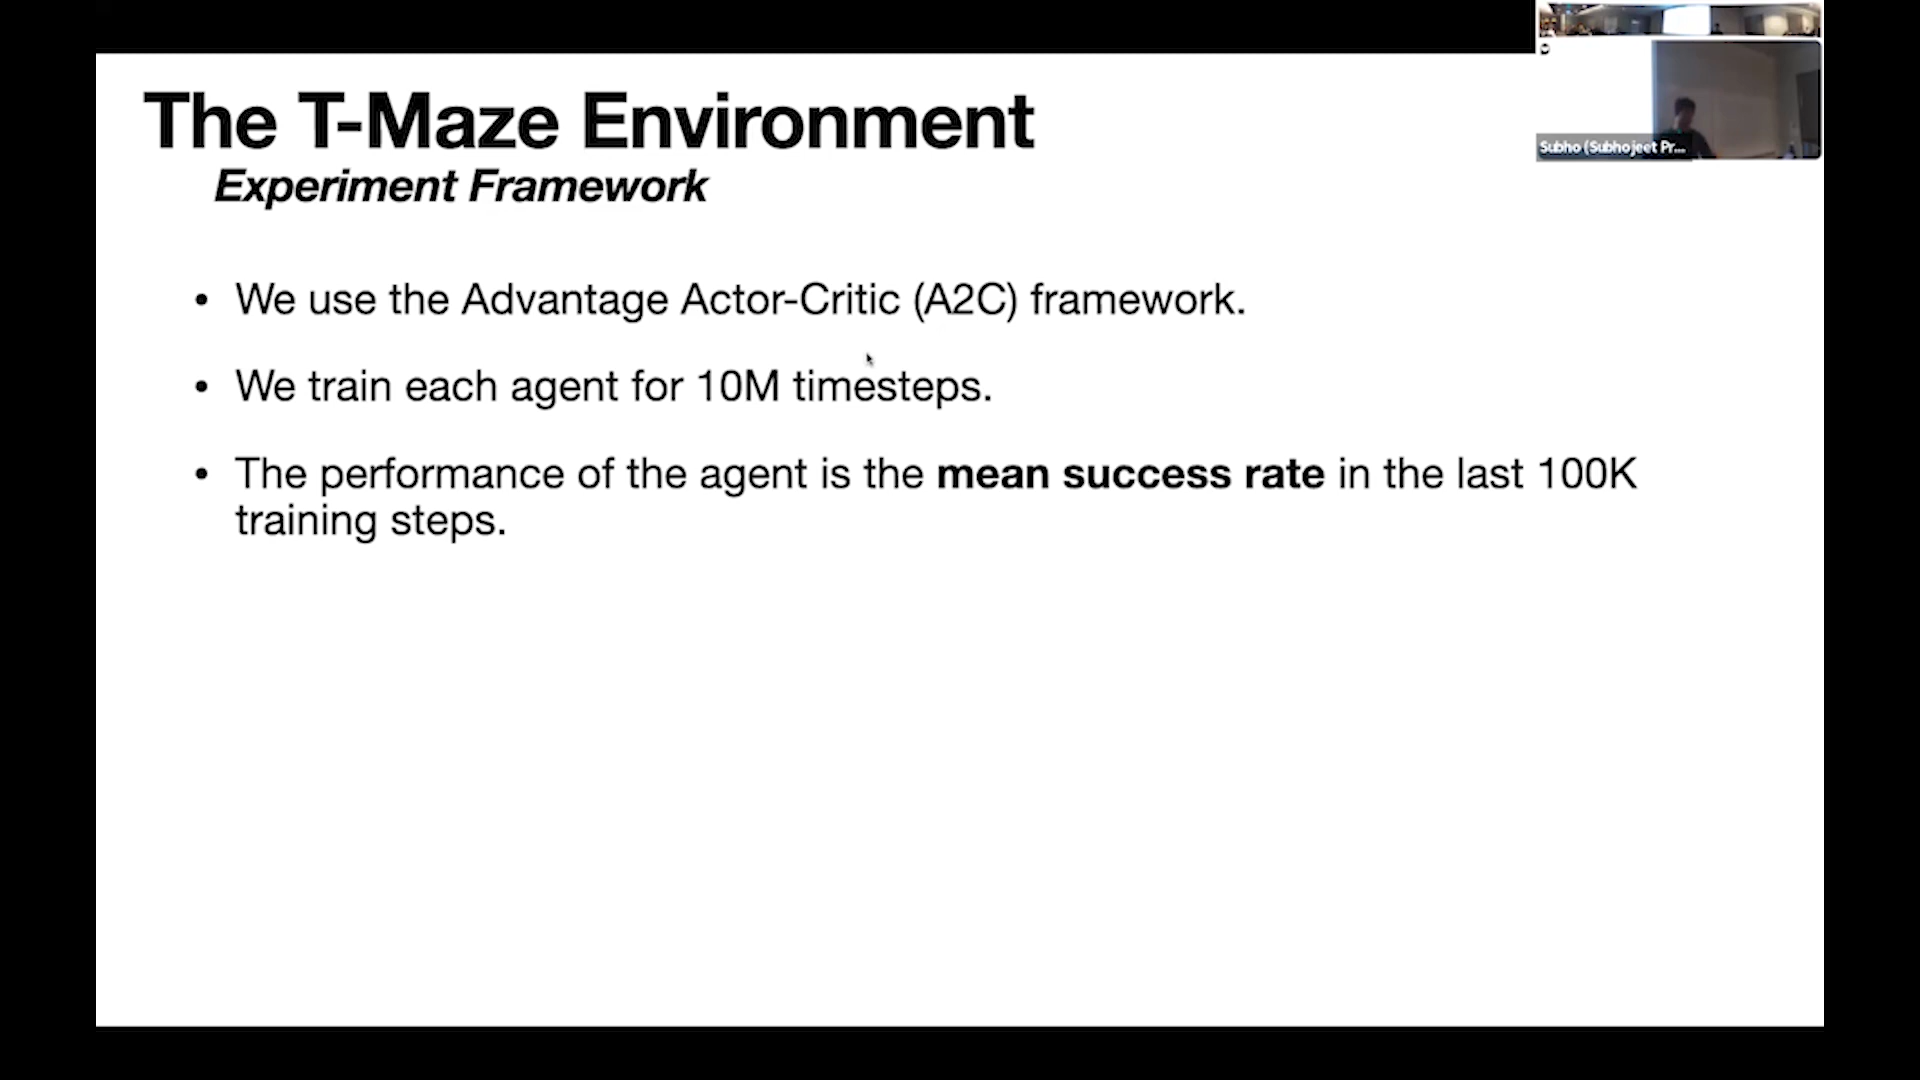 The T-Maze Environment
Experiment Framework
• We use the Advantage Actor-Critic (A2C) framework.
• We train each agent for 10M timesteps.
• The performance of the agent is the mean success rate in the last 100K
training steps.
Subho (Subhojeet Pr...